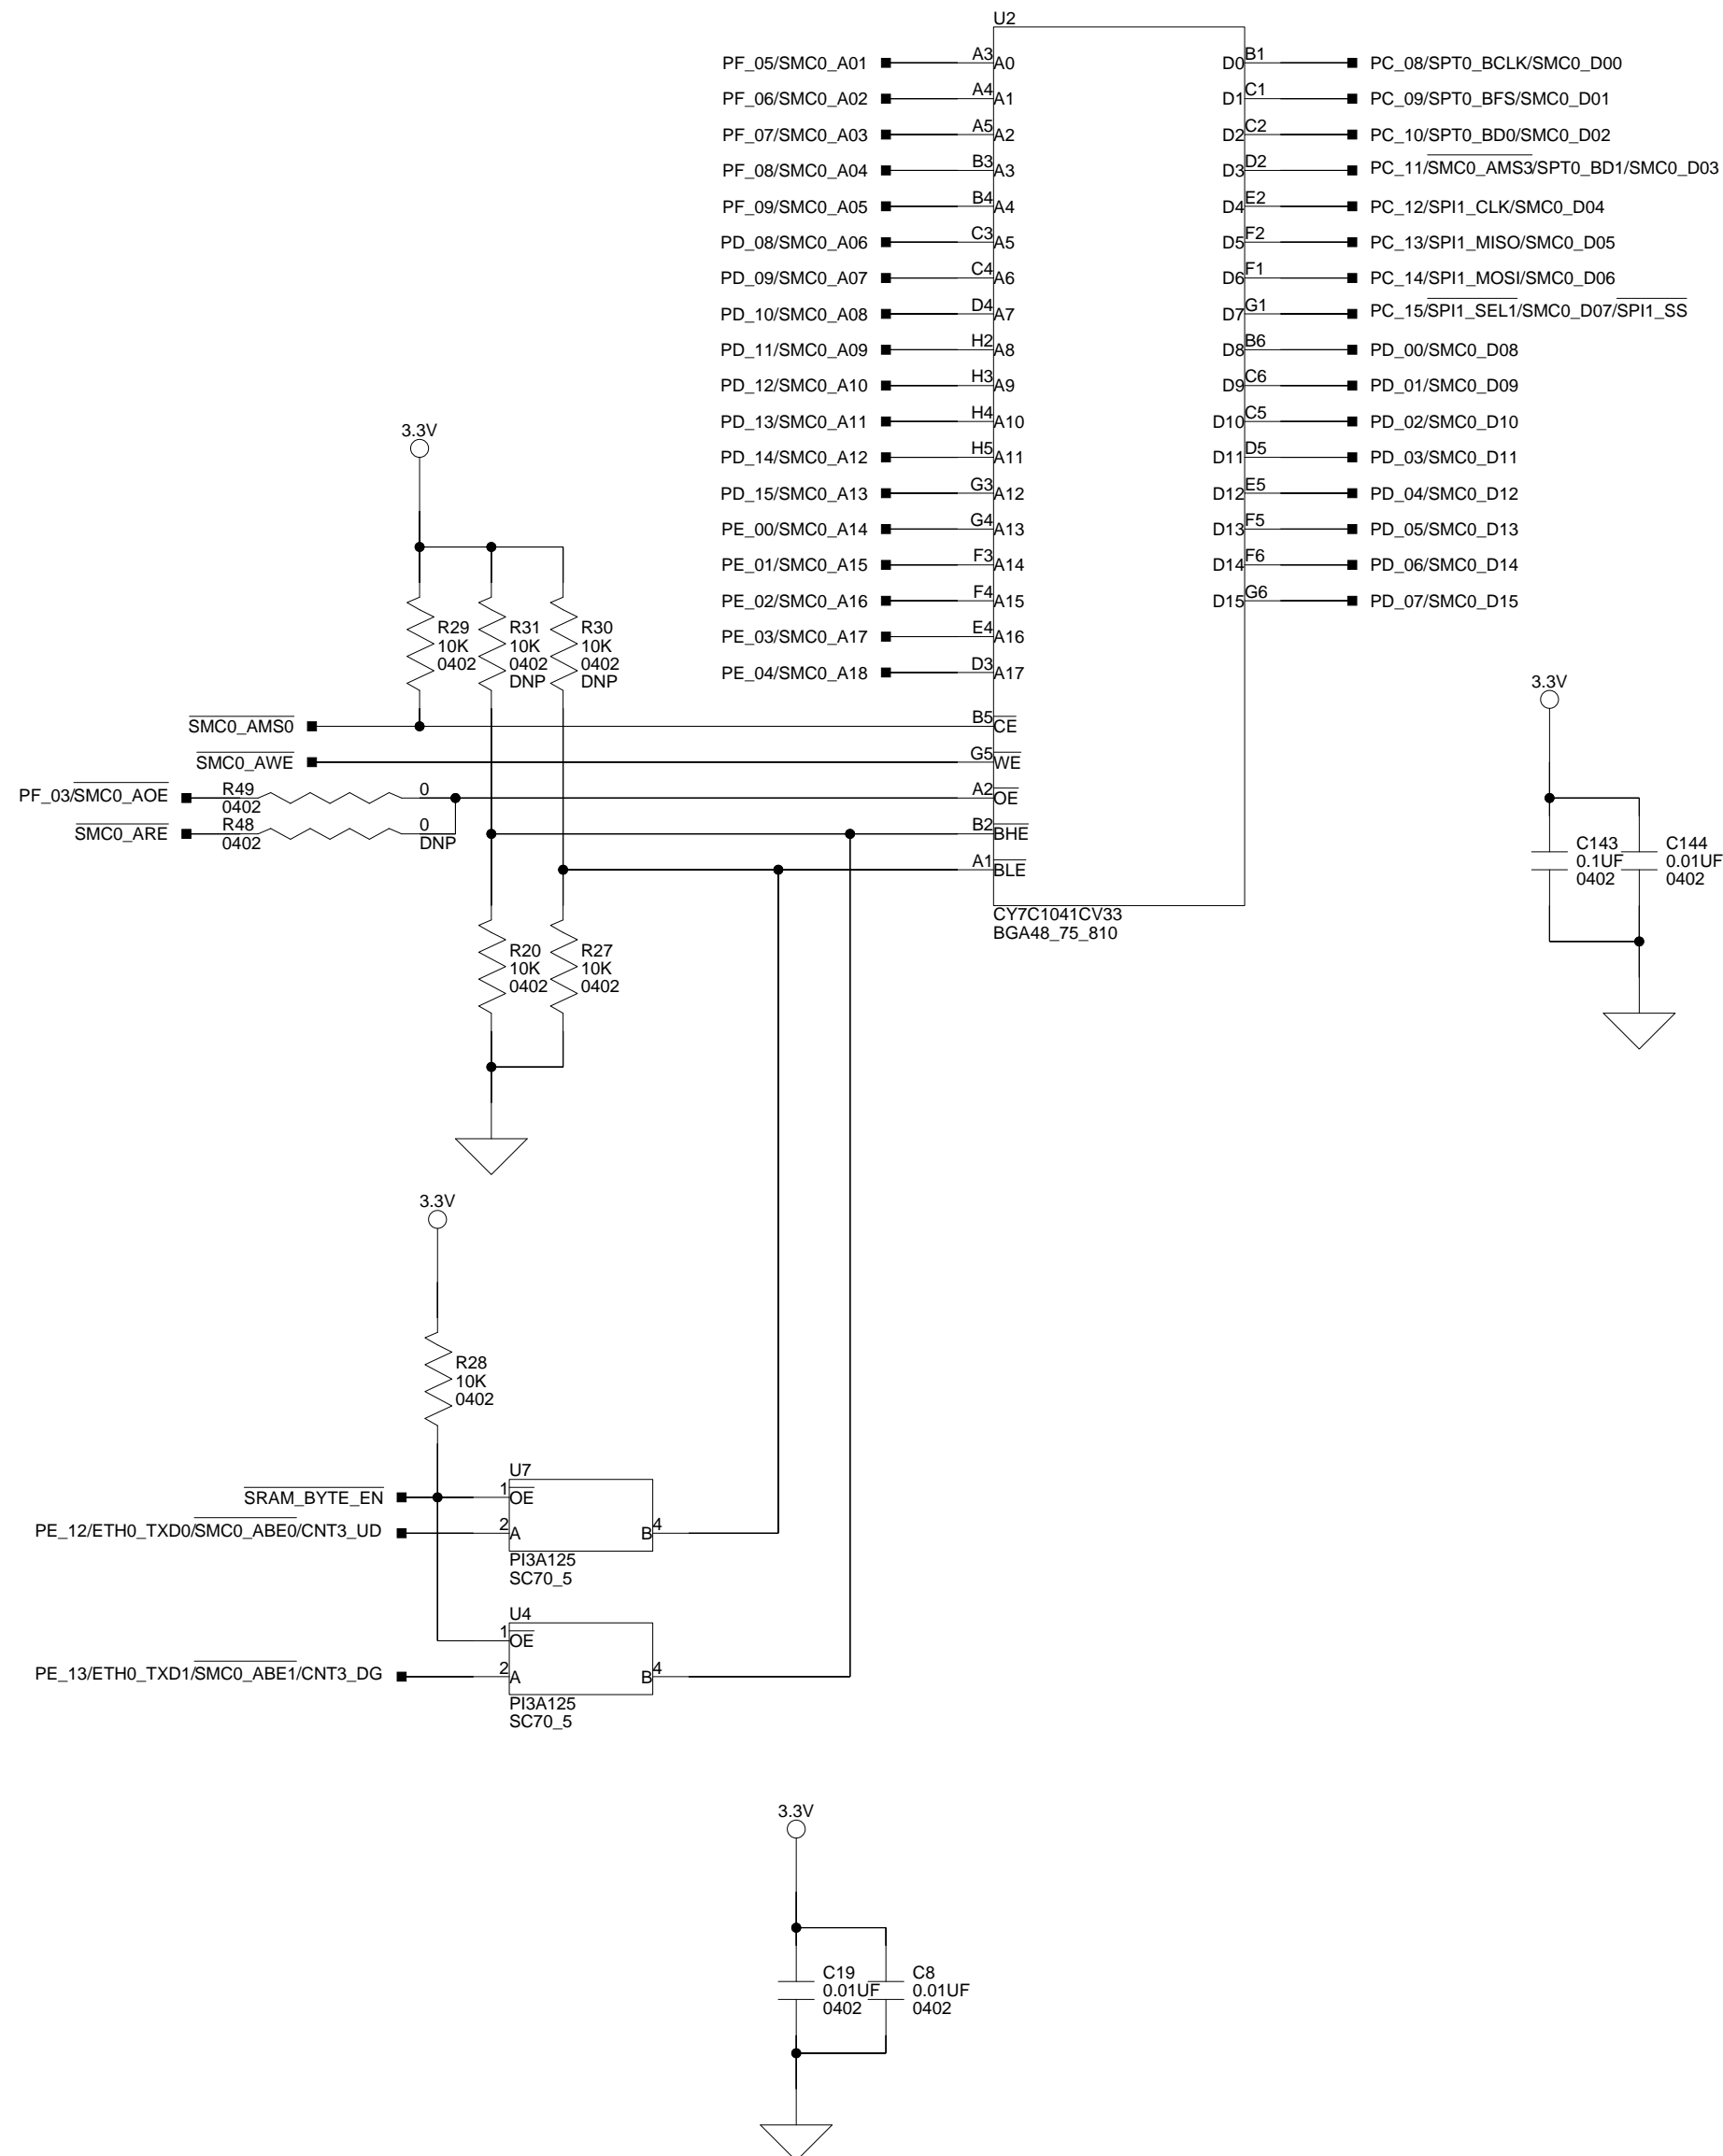 U2
PF_05/SMC0_A01 A3 A0 D0 B1 PC_08/SPT0_BCLK/SMC0_D00
PF_06/SMC0_A02 A4 A1 D1 C1 PC_09/SPT0_BFS/SMC0_D01
PF_07/SMC0_A03 A5 A2 D2 C2 PC_10/SPT0_BD0/SMC0_D02
PF_08/SMC0_A04 B3 A3 D3 D2 PC_11/SMC0_AMS3/SPT0_BD1/SMC0_D03
PF_09/SMC0_A05 B4 A4 D4 E2 PC_12/SPI1_CLK/SMC0_D04
PD_08/SMC0_A06 C3 A5 D5 F2 PC_13/SPI1_MISO/SMC0_D05
PD_09/SMC0_A07 C4 A6 D6 F1 PC_14/SPI1_MOSI/SMC0_D06
PD_10/SMC0_A08 D4 A7 D7 G1 PC_15/SPI1_SEL1/SMC0_D07/SPI1_SS
PD_11/SMC0_A09 H2 A8 D8 B6 PD_00/SMC0_D08
PD_12/SMC0_A10 H3 A9 D9 C6 PD_01/SMC0_D09
PD_13/SMC0_A11 H4 A10 D10 C5 PD_02/SMC0_D10
PD_14/SMC0_A12 H5 A11 D11 D5 PD_03/SMC0_D11
PD_15/SMC0_A13 G3 A12 D12 E5 PD_04/SMC0_D12
PE_00/SMC0_A14 G4 A13 D13 F5 PD_05/SMC0_D13
PE_01/SMC0_A15 F3 A14 D14 F6 PD_06/SMC0_D14
PE_02/SMC0_A16 F4 A15 D15 G6 PD_07/SMC0_D15
PE_03/SMC0_A17 E4 A16
PE_04/SMC0_A18 D3 A17
3.3V
R29 R31 R30
10K 10K 10K
0402 0402 0402
DNP DNP
SMC0_AMS0 B5 CE
SMC0_AWE G5 WE
PF_03/SMC0_AOE R49 0 A2 OE
0402
SMC0_ARE R48 0 B2 BHE
0402 DNP
A1 BLE
CY7C1041CV33
BGA48_75_810
3.3V
C143 C144
0.1UF 0.01UF
0402 0402
R20 R27
10K 10K
0402 0402
3.3V
R28
10K
0402
U7
SRAM_BYTE_EN 1 OE
PE_12/ETH0_TXD0/SMC0_ABE0/CNT3_UD 2 A B 4
PI3A125
SC70_5
U4
1 OE
PE_13/ETH0_TXD1/SMC0_ABE1/CNT3_DG 2 A B 4
PI3A125
SC70_5
3.3V
C19 C8
0.01UF 0.01UF
0402 0402